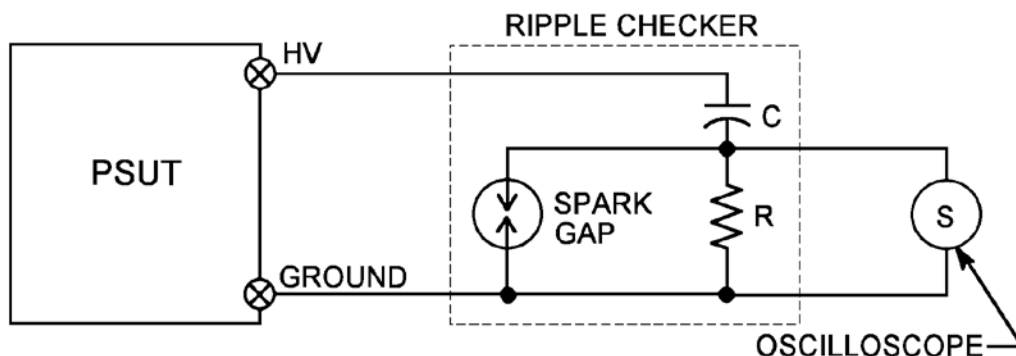 RIPPLE CHECKER
HV
C
PSUT
SPARK
GAP
R
S
GROUND
OSCILLOSCOPE